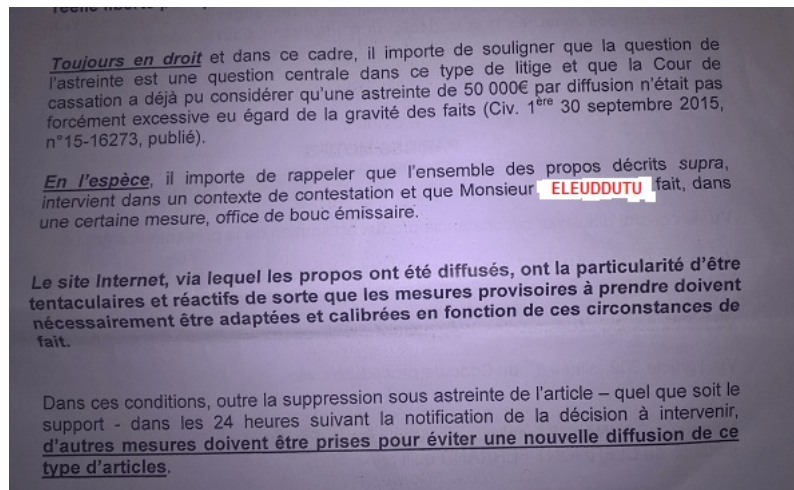 Toujours en droit et dans ce cadre, il importe de souligner que la question de
l'astreinte est une question centrale dans ce type de litige et que la Cour de
cassation a déjà pu considérer qu'une astreinte de 50 000€ par diffusion n'était pas
forcément excessive eu égard de la gravité des faits (Civ. 1ère 30 septembre 2015,
n°15-16273, publié).
En l'espèce, il importe de rappeler que l'ensemble des propos décrits supra,
intervient dans un contexte de contestation et que Monsieur ELEUDDUTU fait, dans
une certaine mesure, office de bouc émissaire.
Le site Internet, via lequel les propos ont été diffusés, ont la particularité d'être
tentaculaires et réactifs de sorte que les mesures provisoires à prendre doivent
nécessairement être adaptées et calibrées en fonction de ces circonstances de
fait.
Dans ces conditions, outre la suppression sous astreinte de l'article – quel que soit le
support - dans les 24 heures suivant la notification de la décision à intervenir,
d'autres mesures doivent être prises pour éviter une nouvelle diffusion de ce
type d'articles.